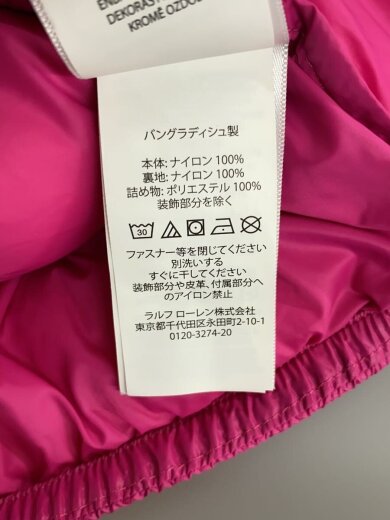 DEKORAST
KROMĚ OZDO
バングラディシュ製
本体: ナイロン 100%
裏地: ナイロン 100%
詰め物: ポリエステル 100%
装飾部分を除く
30
ファスナー等を閉じてください
別洗いする
すぐに干してください
装飾部分や皮革、付属部分へ
のアイロン禁止
ラルフ ローレン株式会社
東京都千代田区永田町2-10-1
0120-3274-20